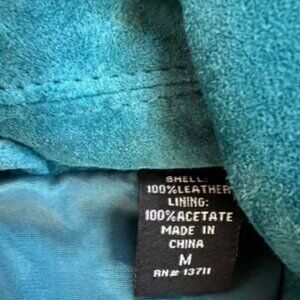 SHELL:
100%LEATHER
LINING:
100%ACETATE
MADE IN
CHINA
M
RN# 13711